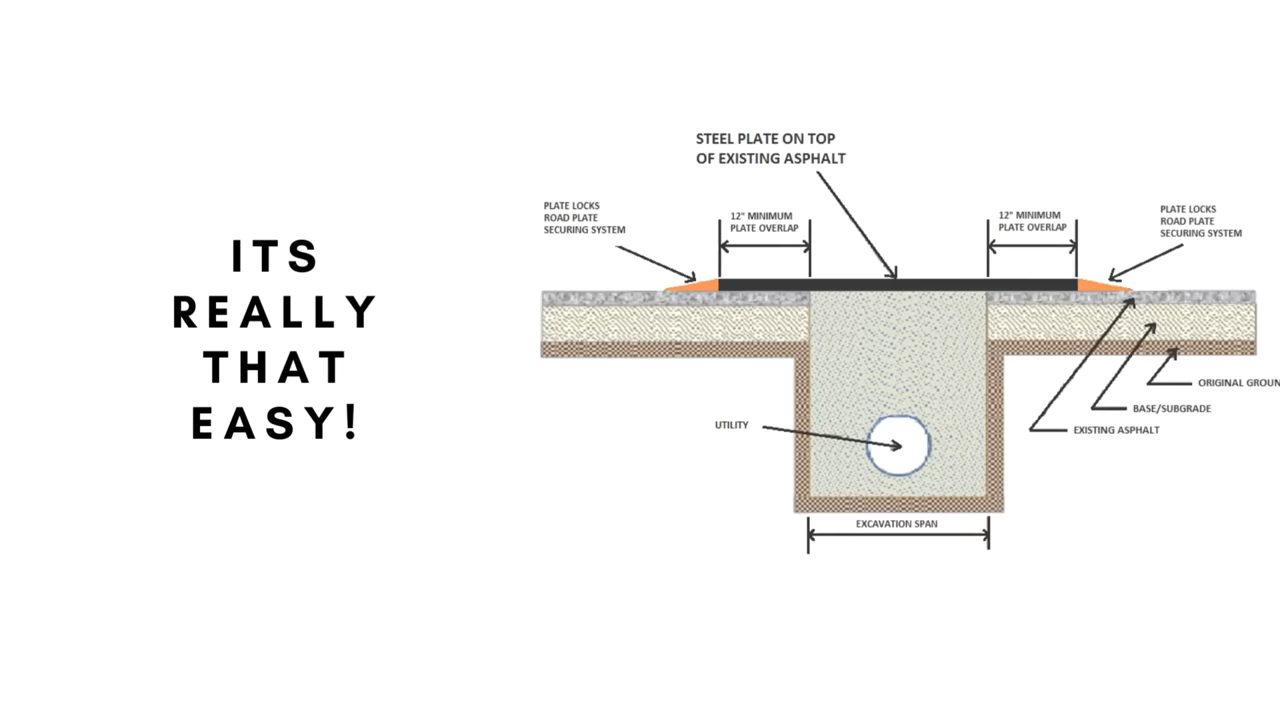 ITS
REALLY
THAT
EASY!
STEEL PLATE ON TOP
OF EXISTING ASPHALT
PLATE LOCKS
ROAD PLATE
SECURING SYSTEM
12" MINIMUM
PLATE OVERLAP
12" MINIMUM
PLATE OVERLAP
PLATE LOCKS
ROAD PLATE
SECURING SYSTEM
ORIGINAL GROUN
BASE/SUBGRADE
EXISTING ASPHALT
UTILITY
EXCAVATION SPAN